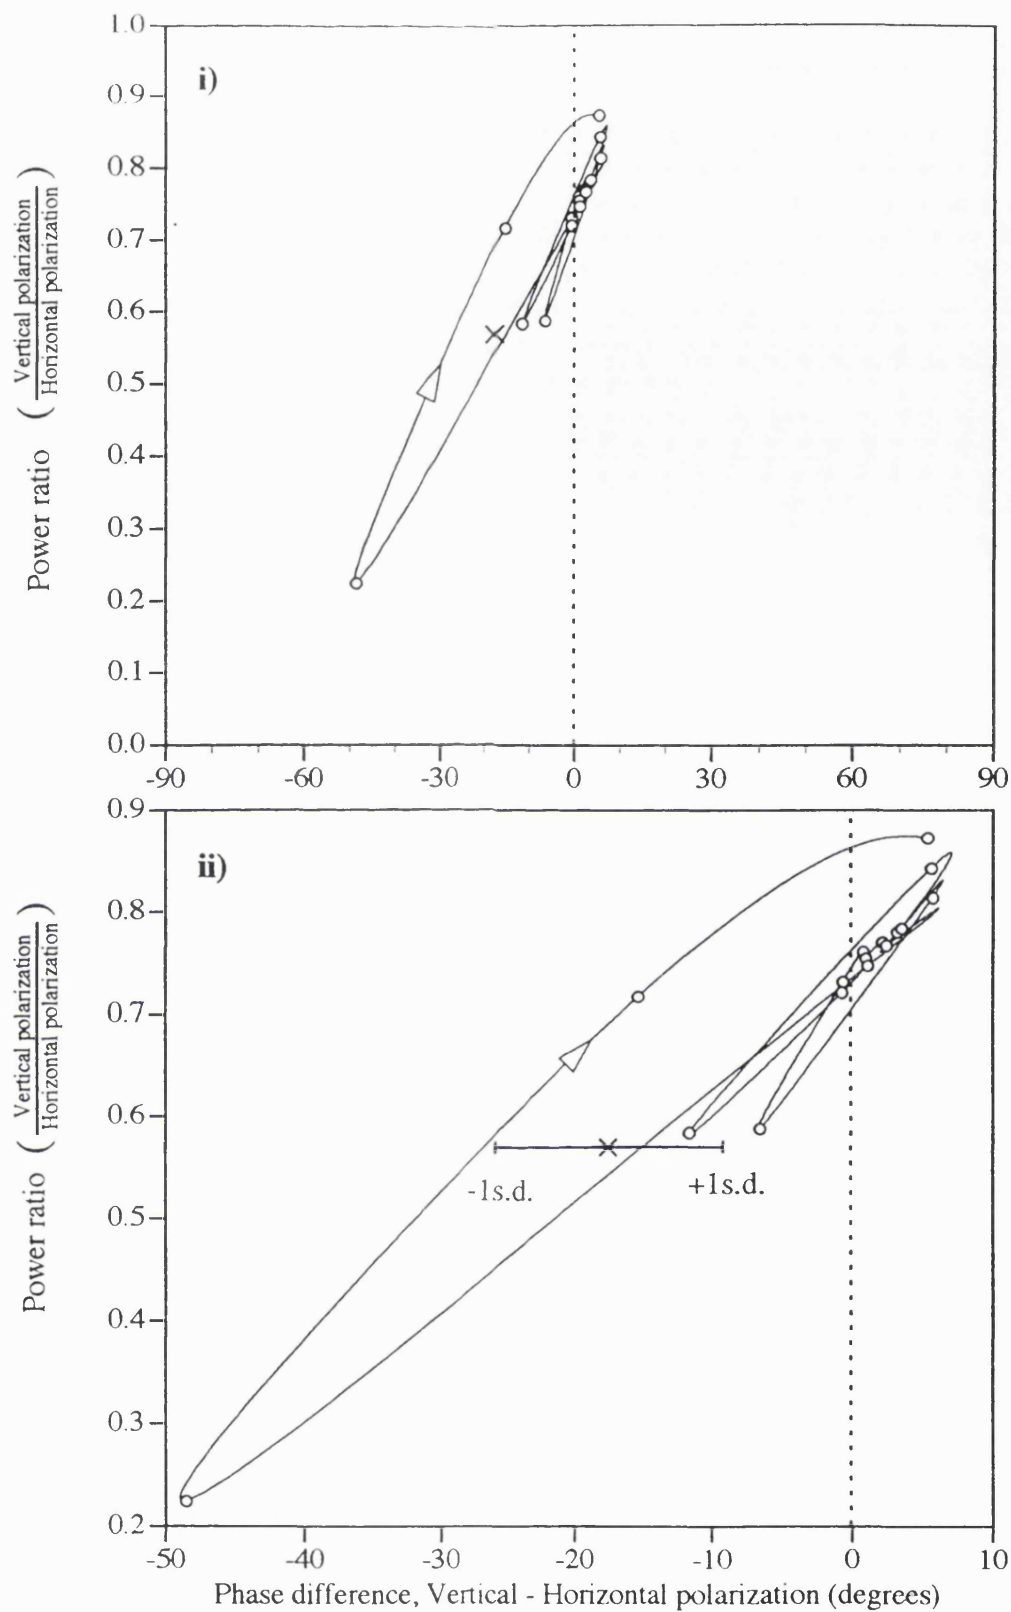 i)
1.0
0.9
0.8
0.7
0.6
0.5
0.4
0.3
0.2
0.1
0.0
Power ratio ( Vertical polarization / Horizontal polarization )
-90 -60 -30 0 30 60 90
ii)
0.9
0.8
0.7
0.6
0.5
0.4
0.3
0.2
Power ratio ( Vertical polarization / Horizontal polarization )
-1s.d. +1s.d.
-50 -40 -30 -20 -10 0 10
Phase difference, Vertical - Horizontal polarization (degrees)